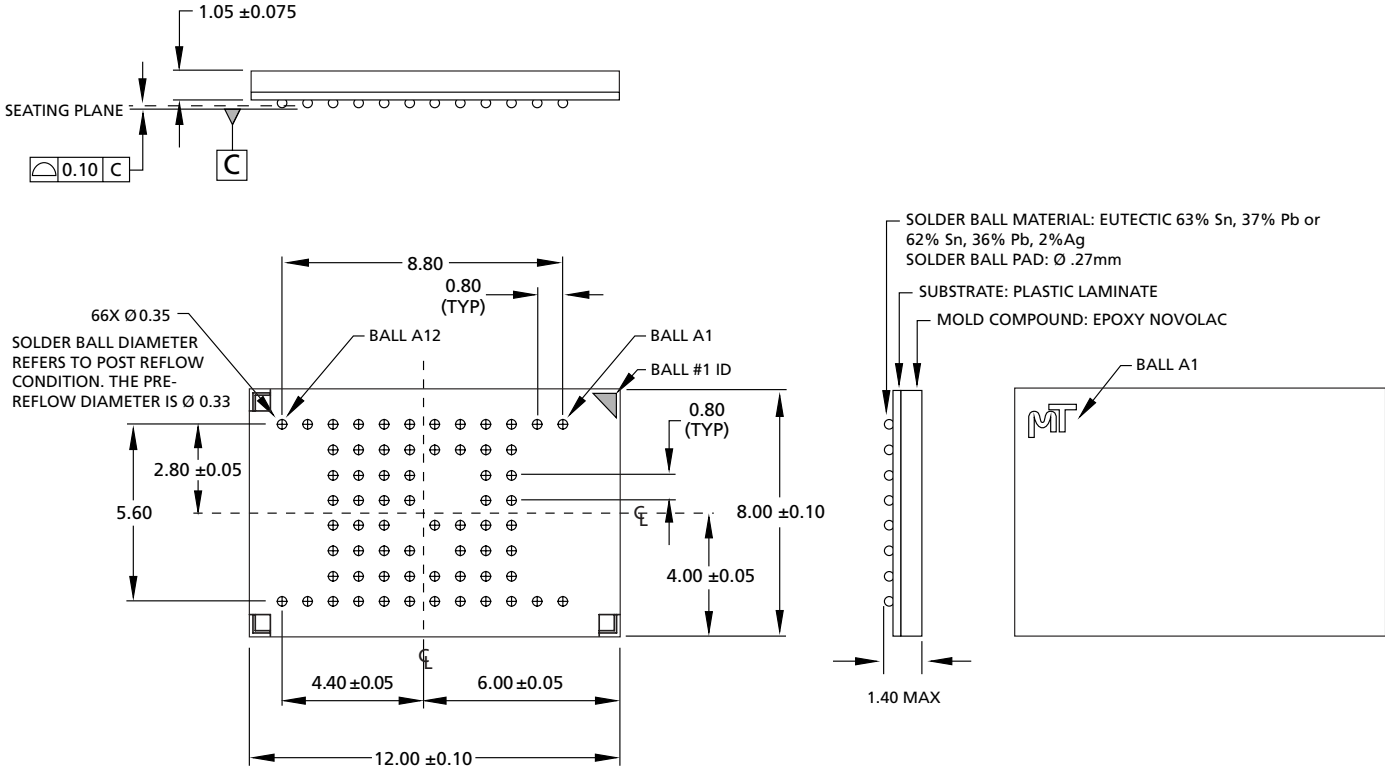 1.05 ±0.075
SEATING PLANE
0.10 C
C
SOLDER BALL MATERIAL: EUTECTIC 63% Sn, 37% Pb or
62% Sn, 36% Pb, 2%Ag
SOLDER BALL PAD: Ø .27mm
SUBSTRATE: PLASTIC LAMINATE
MOLD COMPOUND: EPOXY NOVOLAC
8.80
0.80
(TYP)
66X Ø 0.35
SOLDER BALL DIAMETER
REFERS TO POST REFLOW
CONDITION. THE PRE-
REFLOW DIAMETER IS Ø 0.33
BALL A12
BALL A1
BALL #1 ID
BALL A1
MT
0.80
(TYP)
2.80 ±0.05
5.60
CL
8.00 ±0.10
4.00 ±0.05
CL
4.40 ±0.05
6.00 ±0.05
12.00 ±0.10
1.40 MAX